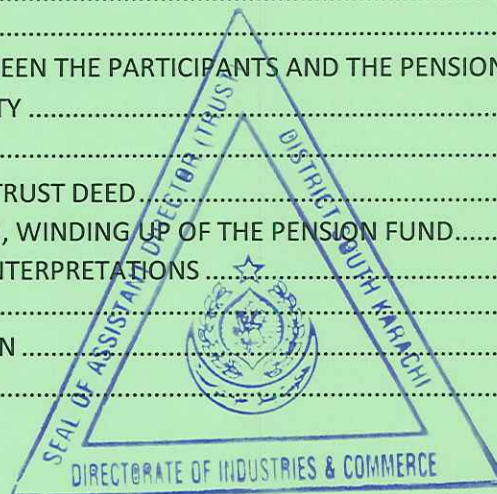 ..........................................................
..........................................................
EEN THE PARTICIPANTS AND THE PENSION
TY ..........................................................
..........................................................
TRUST DEED ..........................................................
, WINDING UP OF THE PENSION FUND..........
NTERPRETATIONS ..........................................................
..........................................................
N ..........................................................
..........................................................
SEAL OF ASSISTANT DIRECTOR (TRUST)
DISTRICT SOUTH KARACHI
DIRECTORATE OF INDUSTRIES & COMMERCE